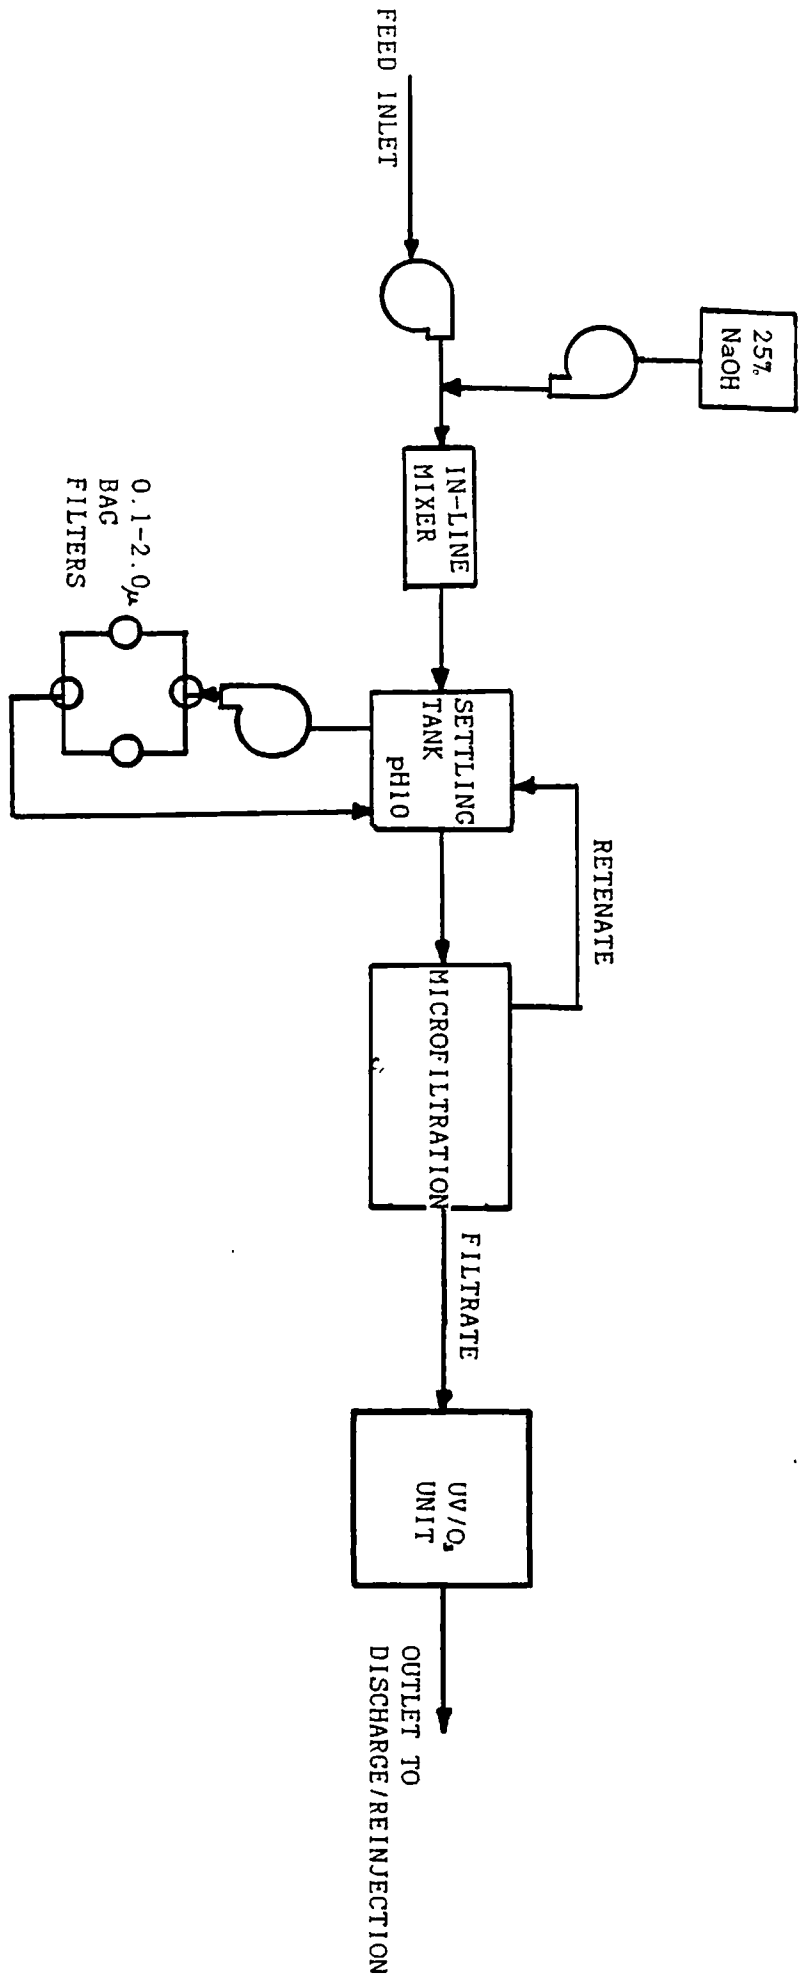 FEED INLET
25%
NaOH
IN-LINE
MIXER
0.1-2.0μ
BAG
FILTERS
SETTLING
TANK
pH10
RETENATE
MICROFILTRATION
FILTRATE
UV/O₃
UNIT
OUTLET TO
DISCHARGE/REINJECTION